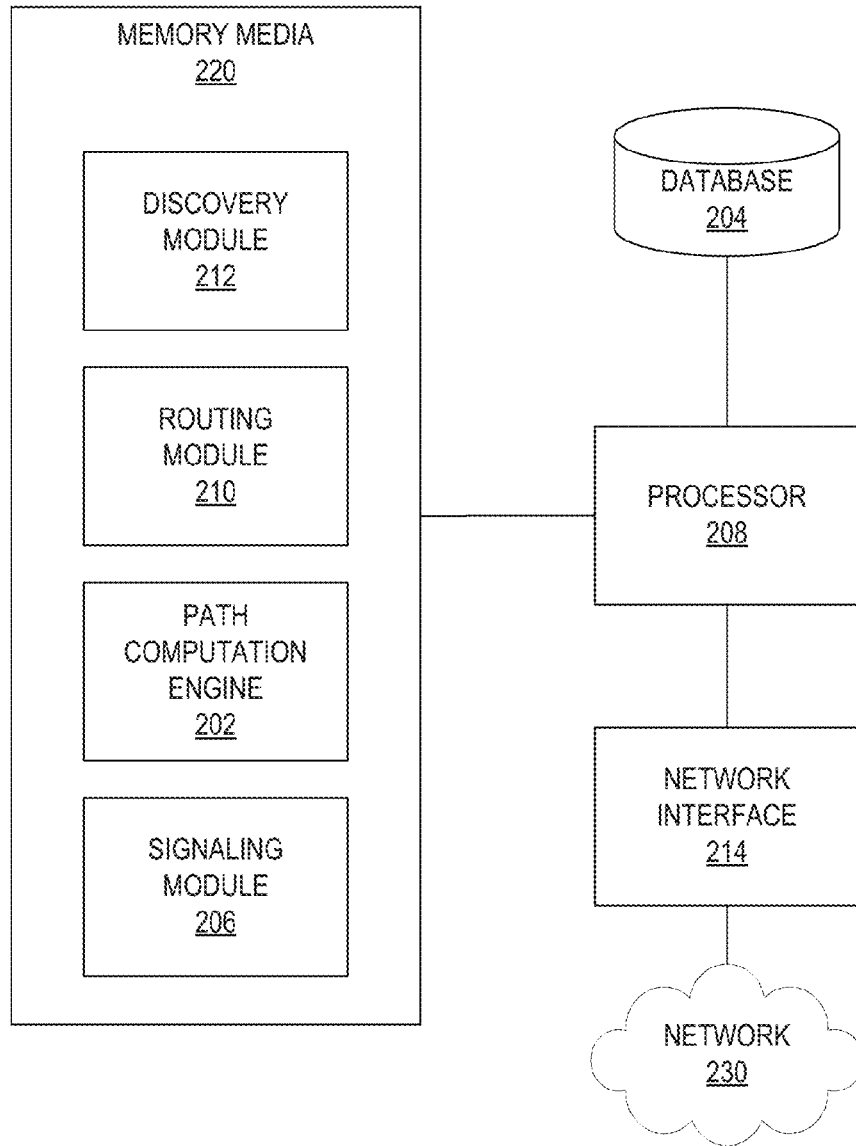 MEMORY MEDIA
220
DISCOVERY
MODULE
212
ROUTING
MODULE
210
PATH
COMPUTATION
ENGINE
202
SIGNALING
MODULE
206
DATABASE
204
PROCESSOR
208
NETWORK
INTERFACE
214
NETWORK
230